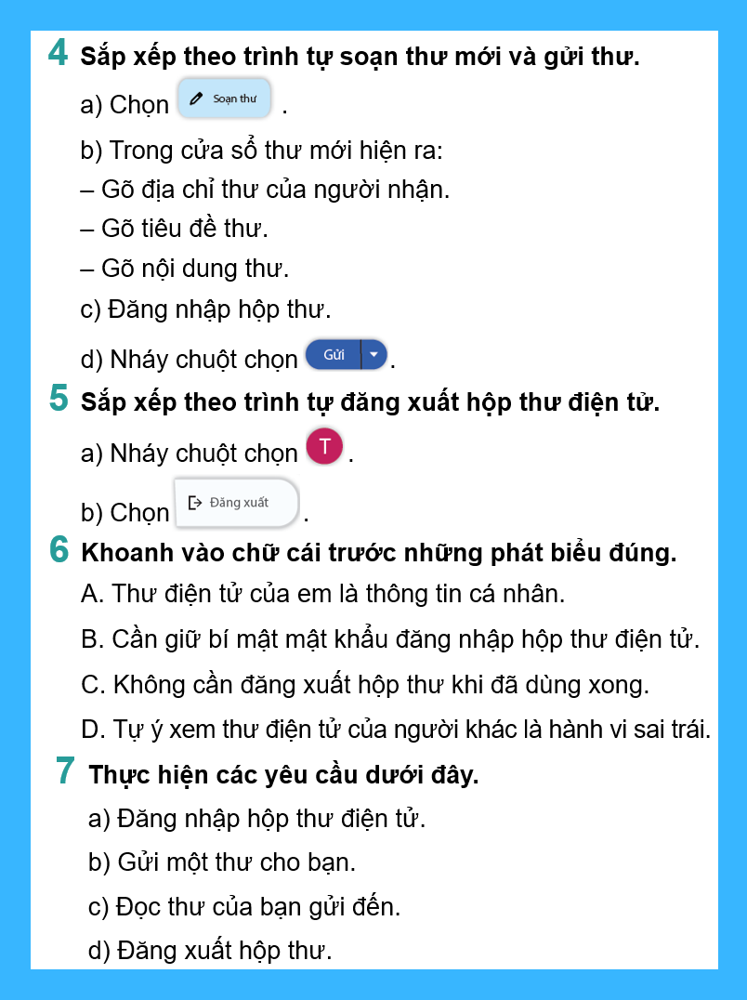 4 Sắp xếp theo trình tự soạn thư mới và gửi thư.
a) Chọn Soạn thư .
b) Trong cửa sổ thư mới hiện ra:
– Gõ địa chỉ thư của người nhận.
– Gõ tiêu đề thư.
– Gõ nội dung thư.
c) Đăng nhập hộp thư.
d) Nháy chuột chọn Gửi .
5 Sắp xếp theo trình tự đăng xuất hộp thư điện tử.
a) Nháy chuột chọn T .
b) Chọn Đăng xuất .
6 Khoanh vào chữ cái trước những phát biểu đúng.
A. Thư điện tử của em là thông tin cá nhân.
B. Cần giữ bí mật mật khẩu đăng nhập hộp thư điện tử.
C. Không cần đăng xuất hộp thư khi đã dùng xong.
D. Tự ý xem thư điện tử của người khác là hành vi sai trái.
7 Thực hiện các yêu cầu dưới đây.
a) Đăng nhập hộp thư điện tử.
b) Gửi một thư cho bạn.
c) Đọc thư của bạn gửi đến.
d) Đăng xuất hộp thư.